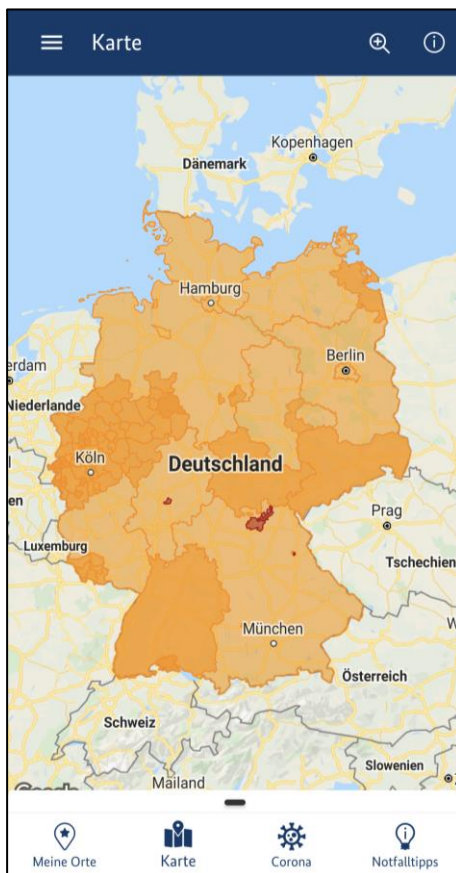 Karte
Kopenhagen
Dänemark
Hamburg
Berlin
erdam
Niederlande
Köln
Deutschland
en
Prag
Luxemburg
Tschechien
W
München
Österreich
Schweiz
Slowenien
Mailand
Meine Orte
Karte
Corona
Notfalltipps